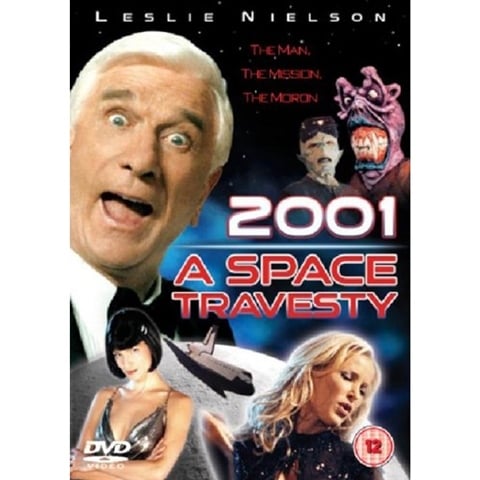 LESLIE NIELSON
THE MAN,
THE MISSION,
THE MORON
2001
A SPACE
TRAVESTY
DVD
VIDEO
12